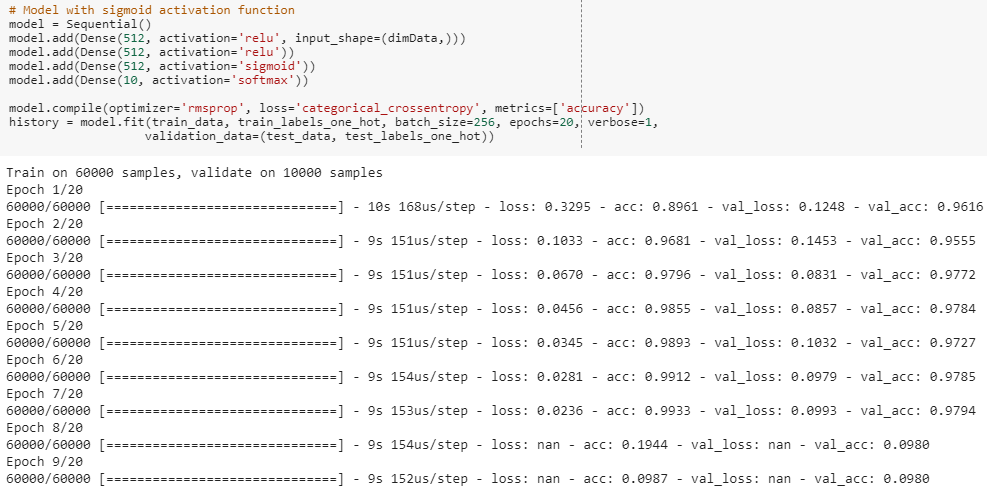 # Model with sigmoid activation function
model = Sequential()
model.add(Dense(512, activation='relu', input_shape=(dimData,)))
model.add(Dense(512, activation='relu'))
model.add(Dense(512, activation='sigmoid'))
model.add(Dense(10, activation='softmax'))
model.compile(optimizer='rmsprop', loss='categorical_crossentropy', metrics=['accuracy'])
history = model.fit(train_data, train_labels_one_hot, batch_size=256, epochs=20, verbose=1,
validation_data=(test_data, test_labels_one_hot))
Train on 60000 samples, validate on 10000 samples
Epoch 1/20
60000/60000 [==============================] - 10s 168us/step - loss: 0.3295 - acc: 0.8961 - val_loss: 0.1248 - val_acc: 0.9616
Epoch 2/20
60000/60000 [==============================] - 9s 151us/step - loss: 0.1033 - acc: 0.9681 - val_loss: 0.1453 - val_acc: 0.9555
Epoch 3/20
60000/60000 [==============================] - 9s 151us/step - loss: 0.0670 - acc: 0.9796 - val_loss: 0.0831 - val_acc: 0.9772
Epoch 4/20
60000/60000 [==============================] - 9s 151us/step - loss: 0.0456 - acc: 0.9855 - val_loss: 0.0857 - val_acc: 0.9784
Epoch 5/20
60000/60000 [==============================] - 9s 151us/step - loss: 0.0345 - acc: 0.9893 - val_loss: 0.1032 - val_acc: 0.9727
Epoch 6/20
60000/60000 [==============================] - 9s 154us/step - loss: 0.0281 - acc: 0.9912 - val_loss: 0.0979 - val_acc: 0.9785
Epoch 7/20
60000/60000 [==============================] - 9s 153us/step - loss: 0.0236 - acc: 0.9933 - val_loss: 0.0993 - val_acc: 0.9794
Epoch 8/20
60000/60000 [==============================] - 9s 154us/step - loss: nan - acc: 0.1944 - val_loss: nan - val_acc: 0.0980
Epoch 9/20
60000/60000 [==============================] - 9s 152us/step - loss: nan - acc: 0.0987 - val_loss: nan - val_acc: 0.0980